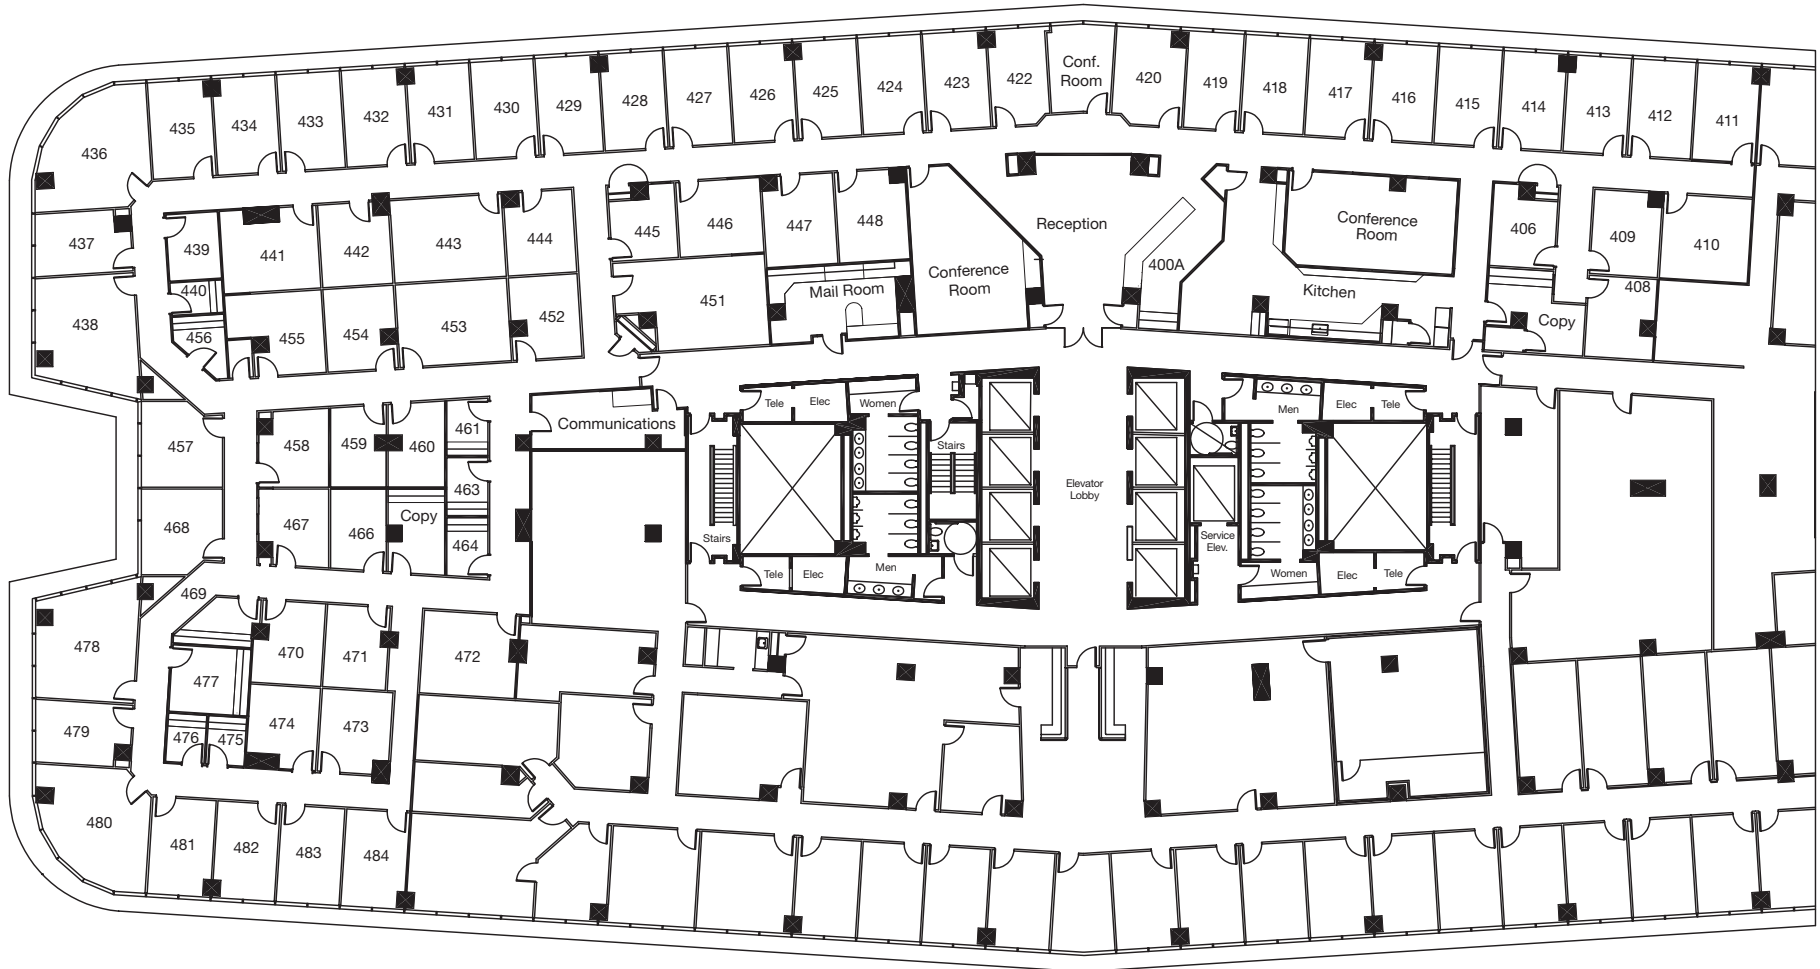 Conf.
Room
422
420
423
419
424
418
425
417
426
416
427
415
428
414
429
413
430
412
431
411
432
433
434
435
436
437
438
439
440
441
442
443
444
445
446
447
448
Reception
Conference
Room
406
409
410
400A
408
Conference
Room
Mail Room
Kitchen
451
452
453
454
455
456
Copy
Tele
Elec
Women
Men
Elec
Tele
Communications
457
458
459
460
461
463
Stairs
Elevator
Lobby
468
467
466
Copy
464
Stairs
Service
Elev.
Tele
Elec
Men
Women
Elec
Tele
469
478
470
471
472
477
479
476
475
474
473
480
481
482
483
484